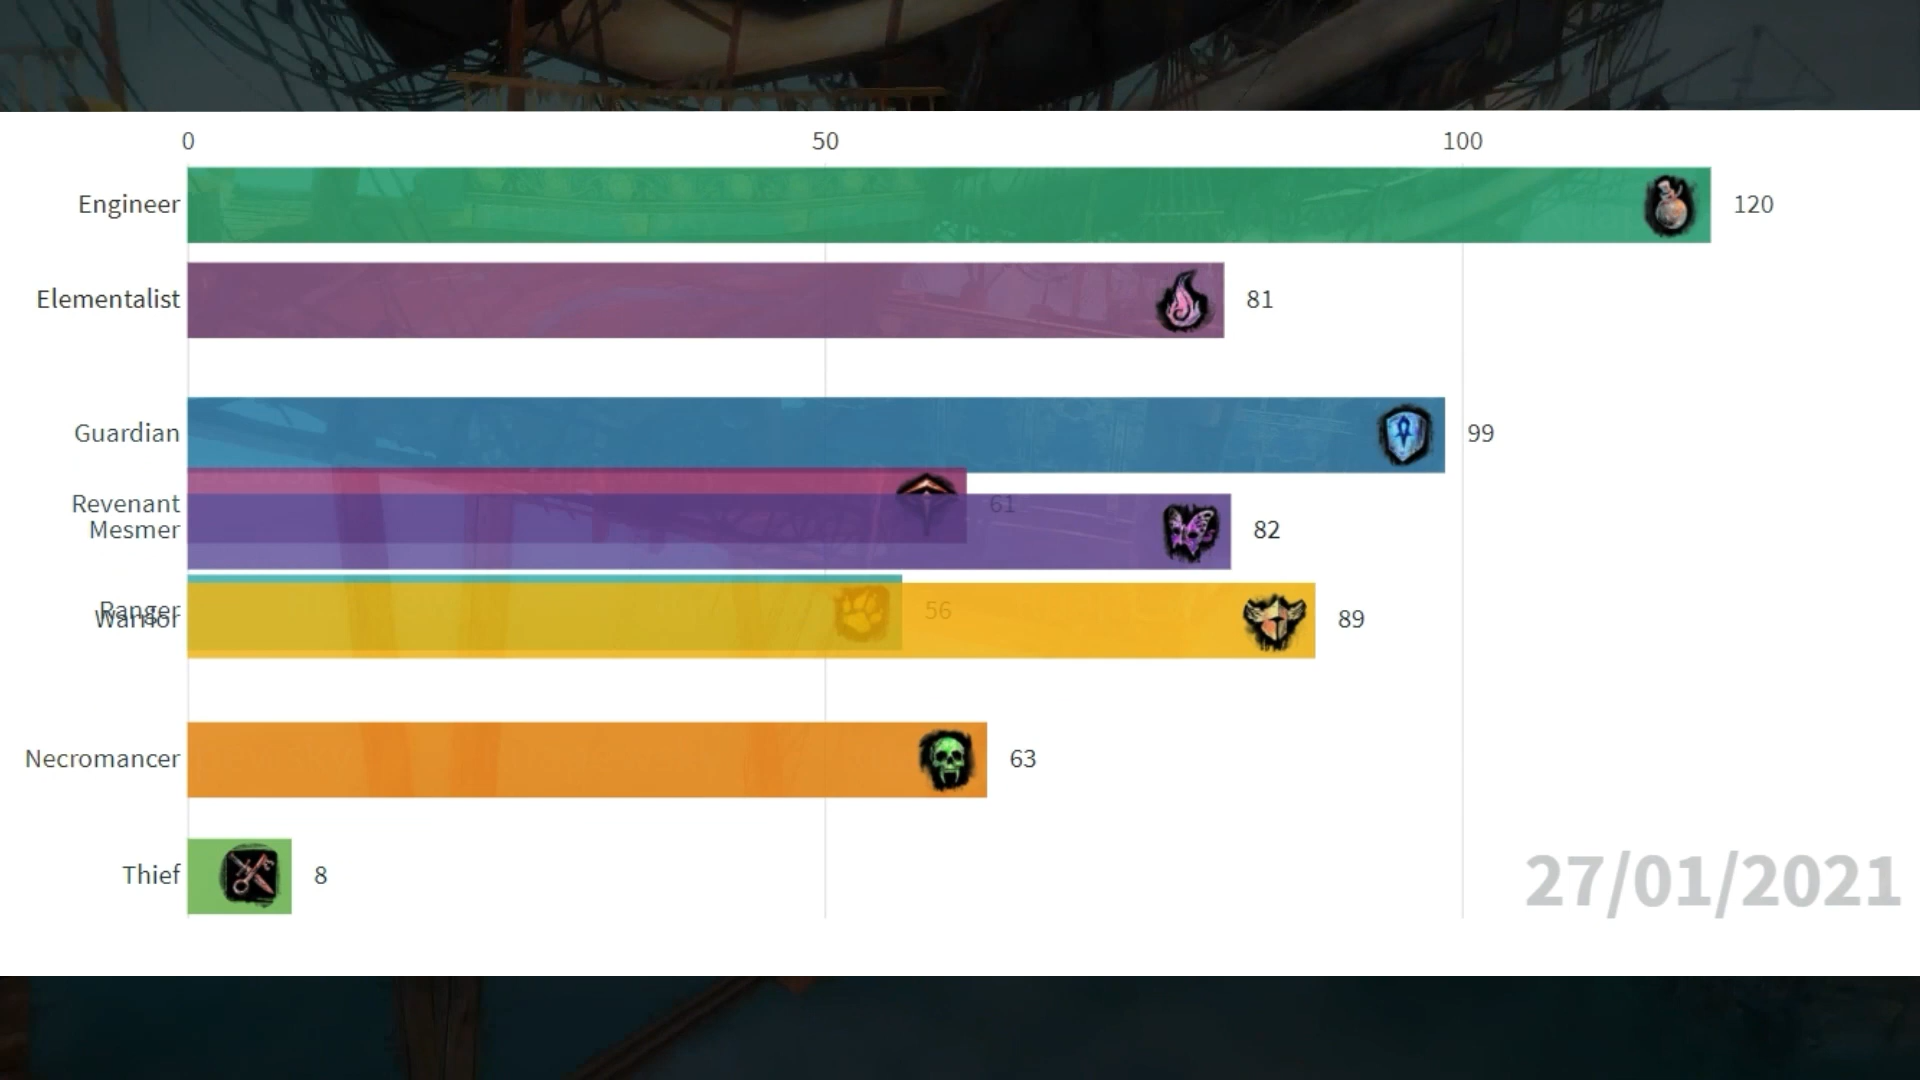 0 50 100
Engineer 120
Elementalist 81
Guardian 99
Revenant 61
Mesmer 82
Ranger 56
Warrior 89
Necromancer 63
Thief 8
27/01/2021